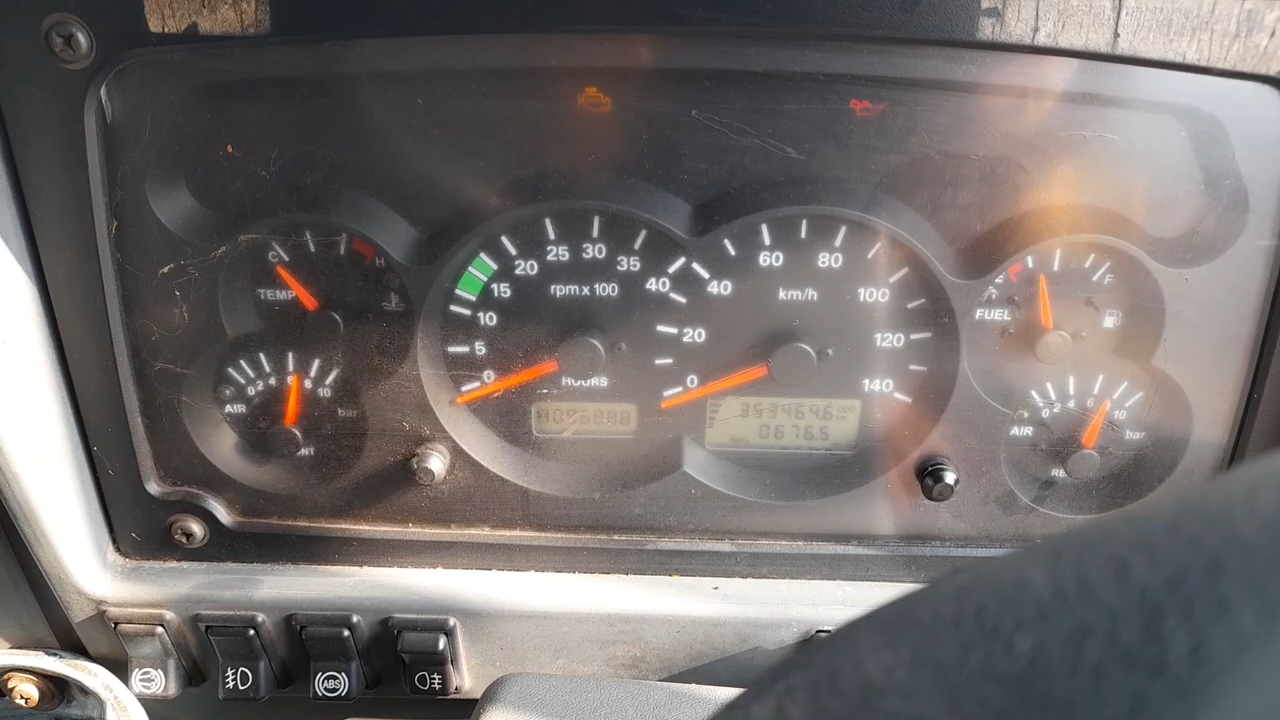 C
H
TEMP
0 2 4 6 8 10
AIR
bar
0
5
10
15
20
25
30
35
40
rpm x 100
HOURS
0
20
40
60
80
100
120
140
km/h
353464.6
0676.5
E
F
FUEL
0 2 4 6
10
AIR
bar
ABS